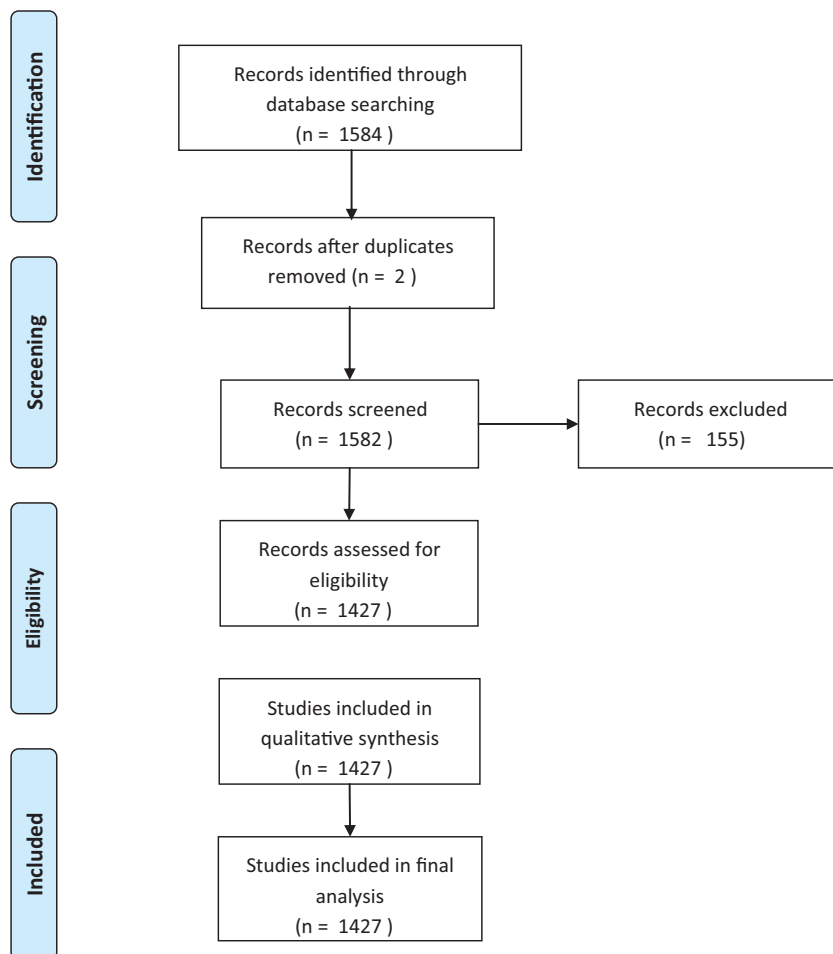 Identification
Records identified through
database searching
(n = 1584 )
Records after duplicates
removed (n = 2 )
Screening
Records screened
(n = 1582 )
Records excluded
(n = 155)
Eligibility
Records assessed for
eligibility
(n = 1427 )
Studies included in
qualitative synthesis
(n = 1427 )
Included
Studies included in final
analysis
(n = 1427 )